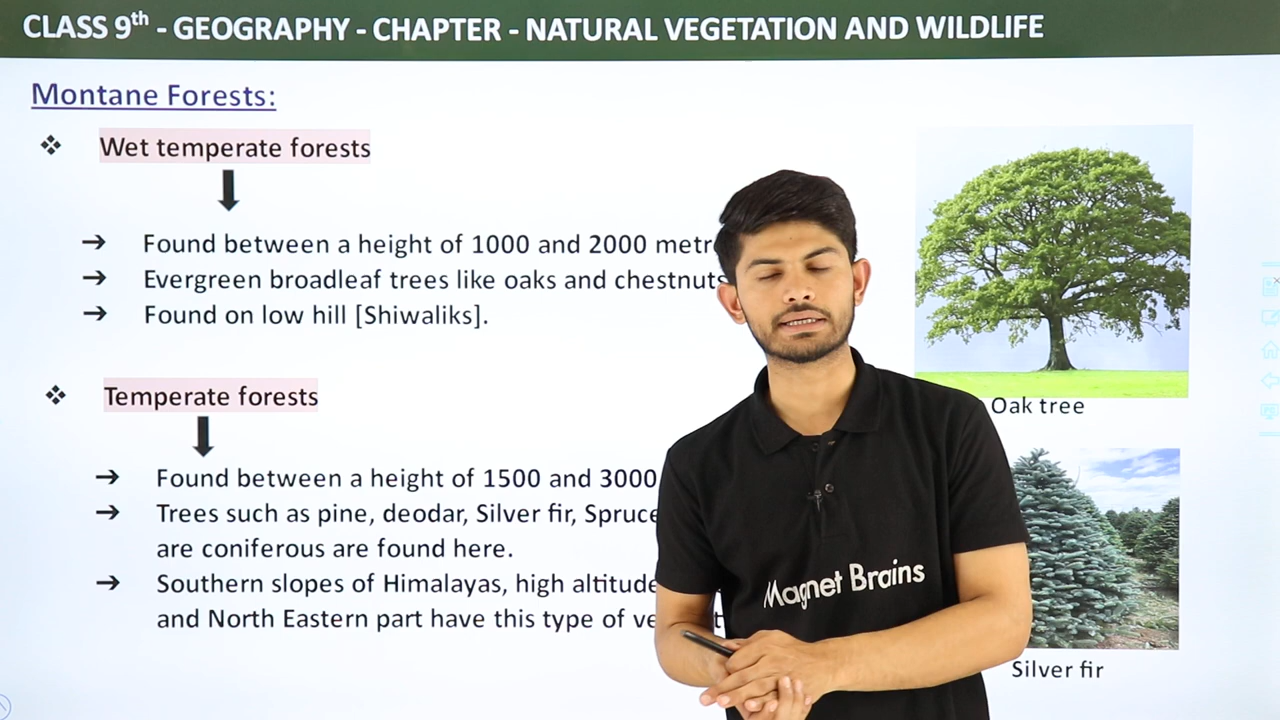 CLASS 9th - GEOGRAPHY - CHAPTER - NATURAL VEGETATION AND WILDLIFE
Montane Forests:
Wet temperate forests
Found between a height of 1000 and 2000
Evergreen broadleaf trees like oaks and chestnuts
Found on low hill [Shiwaliks].
Oak tree
Temperate forests
Found between a height of 1500 and 3000
Trees such as pine, deodar, Silver fir, Spruce
are coniferous are found here.
Southern slopes of Himalayas, high altitude
and North Eastern part have this type of
Silver fir
Magnet Brains